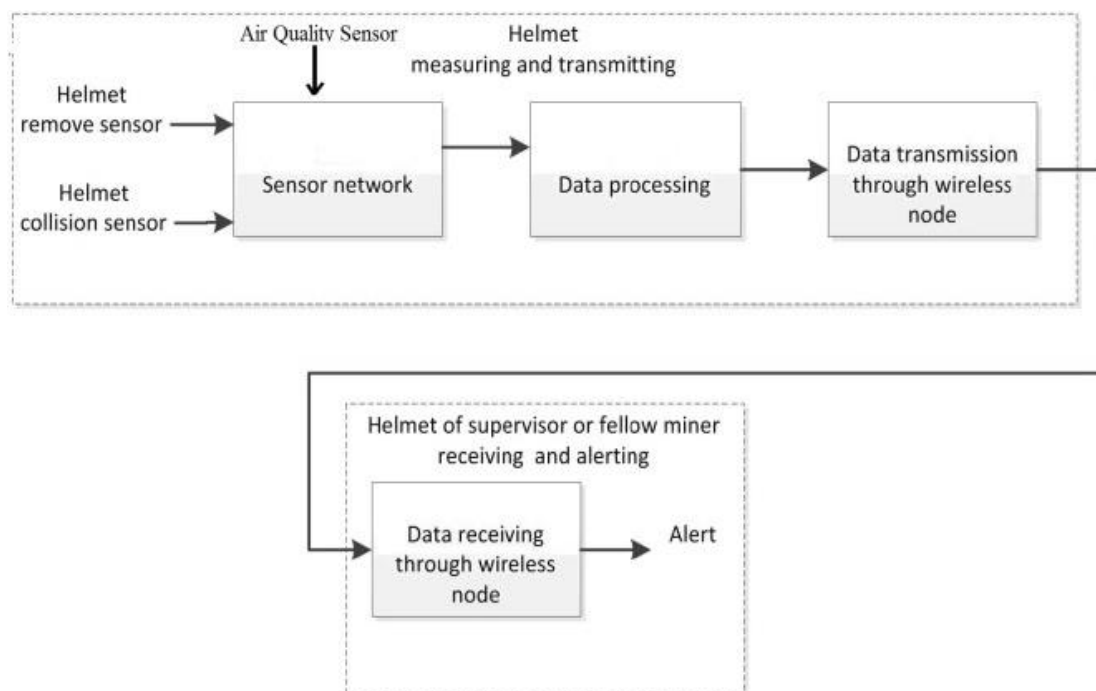 Air Quality Sensor
Helmet
measuring and transmitting
Helmet
remove sensor
Helmet
collision sensor
Sensor network
Data processing
Data transmission
through wireless
node
Helmet of supervisor or fellow miner
receiving and alerting
Data receiving
through wireless
node
Alert